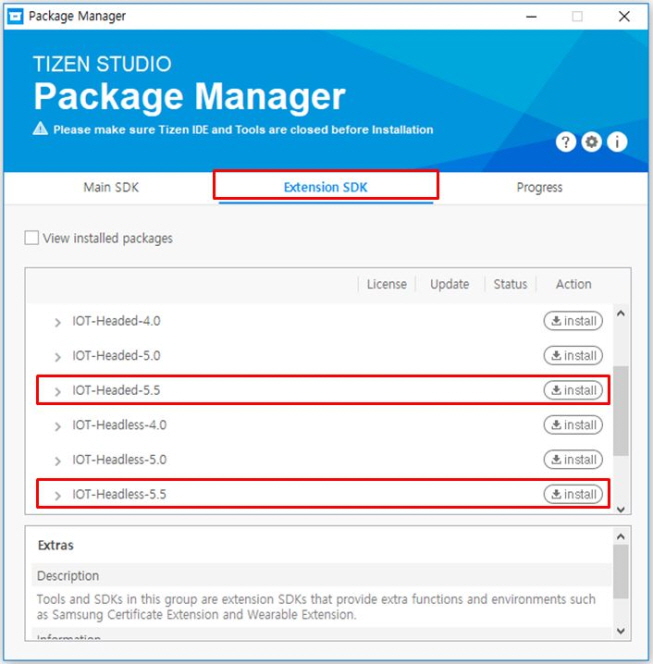 Package Manager
TIZEN STUDIO
Package Manager
Please make sure Tizen IDE and Tools are closed before Installation
? i
Main SDK Extension SDK Progress
View installed packages
License Update Status Action
IOT-Headed-4.0 install
IOT-Headed-5.0 install
IOT-Headed-5.5 install
IOT-Headless-4.0 install
IOT-Headless-5.0 install
IOT-Headless-5.5 install
Extras
Description
Tools and SDKs in this group are extension SDKs that provide extra functions and environments such
as Samsung Certificate Extension and Wearable Extension.
Information